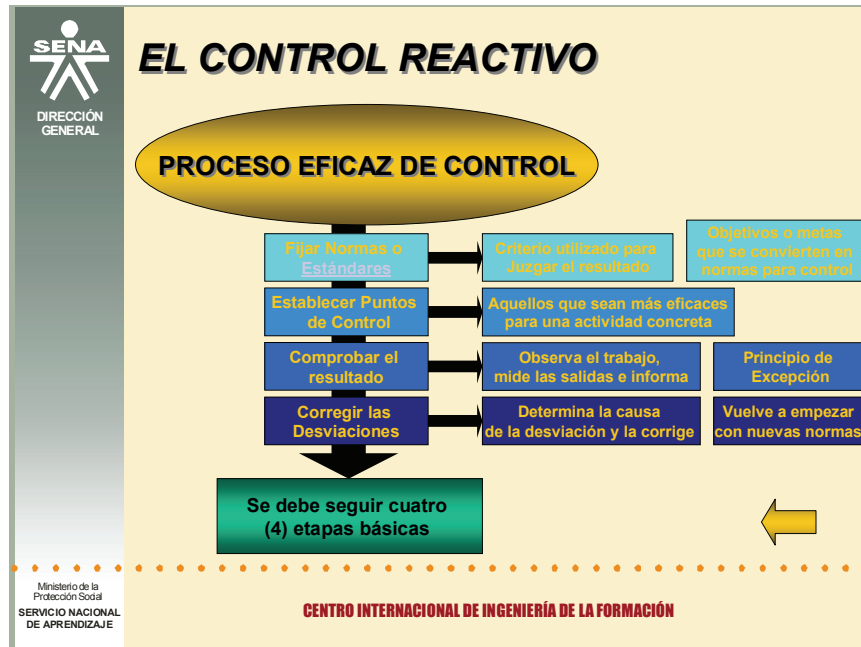 SENA
DIRECCIÓN
GENERAL
EL CONTROL REACTIVO
PROCESO EFICAZ DE CONTROL
Fijar Normas o
Estándares
Criterio utilizado para
Juzgar el resultado
Objetivos o metas
que se convierten en
normas para control
Establecer Puntos
de Control
Aquellos que sean más eficaces
para una actividad concreta
Comprobar el
resultado
Observa el trabajo,
mide las salidas e informa
Principio de
Excepción
Corregir las
Desviaciones
Determina la causa
de la desviación y la corrige
Vuelve a empezar
con nuevas normas
Se debe seguir cuatro
(4) etapas básicas
Ministerio de la
Protección Social
SERVICIO NACIONAL
DE APRENDIZAJE
CENTRO INTERNACIONAL DE INGENIERÍA DE LA FORMACIÓN